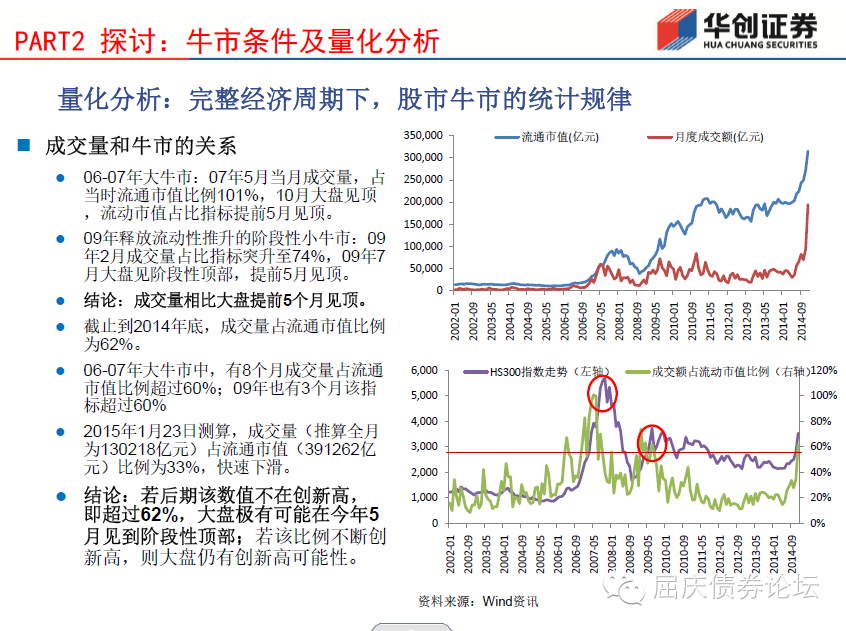 PART2 探讨：牛市条件及量化分析
华创证券
HUA CHUANG SECURITIES
量化分析：完整经济周期下，股市牛市的统计规律
成交量和牛市的关系
06-07年大牛市：07年5月当月成交量，占
当时流通市值比例101%，10月大盘见顶
，流动市值占比指标提前5月见顶。
09年释放流动性推升的阶段性小牛市：09
年2月成交量占比指标突升至74%，09年7
月大盘见阶段性顶部，提前5月见顶。
结论：成交量相比大盘提前5个月见顶。
截止到2014年底，成交量占流通市值比例
为62%。
06-07年大牛市中，有8个月成交量占流通
市值比例超过60%；09年也有3个月该指
标超过60%
2015年1月23日测算，成交量（推算全月
为130218亿元）占流通市值（391262亿
元）比例为33%，快速下滑。
结论：若后期该数值不在创新高，
即超过62%，大盘极有可能在今年5
月见到阶段性顶部；若该比例不断创
新高，则大盘仍有创新高可能性。
流通市值(亿元) 月度成交额(亿元)
350,000
300,000
250,000
200,000
150,000
100,000
50,000
0
2002-01 2002-09 2003-05 2004-01 2004-09 2005-05 2006-01 2006-09 2007-05 2008-01 2008-09 2009-05 2010-01 2010-09 2011-05 2012-01 2012-09 2013-05 2014-01 2014-09
HS300指数走势（左轴） 成交额占流动市值比例（右轴）
6,000
5,000
4,000
3,000
2,000
1,000
0
120%
100%
80%
60%
40%
20%
0%
2002-01 2002-09 2003-05 2004-01 2004-09 2005-05 2006-01 2006-09 2007-05 2008-01 2008-09 2009-05 2010-01 2010-09 2011-05 2012-01 2012-09 2013-05 2014-01 2014-09
资料来源：Wind资讯
屈庆债券论坛